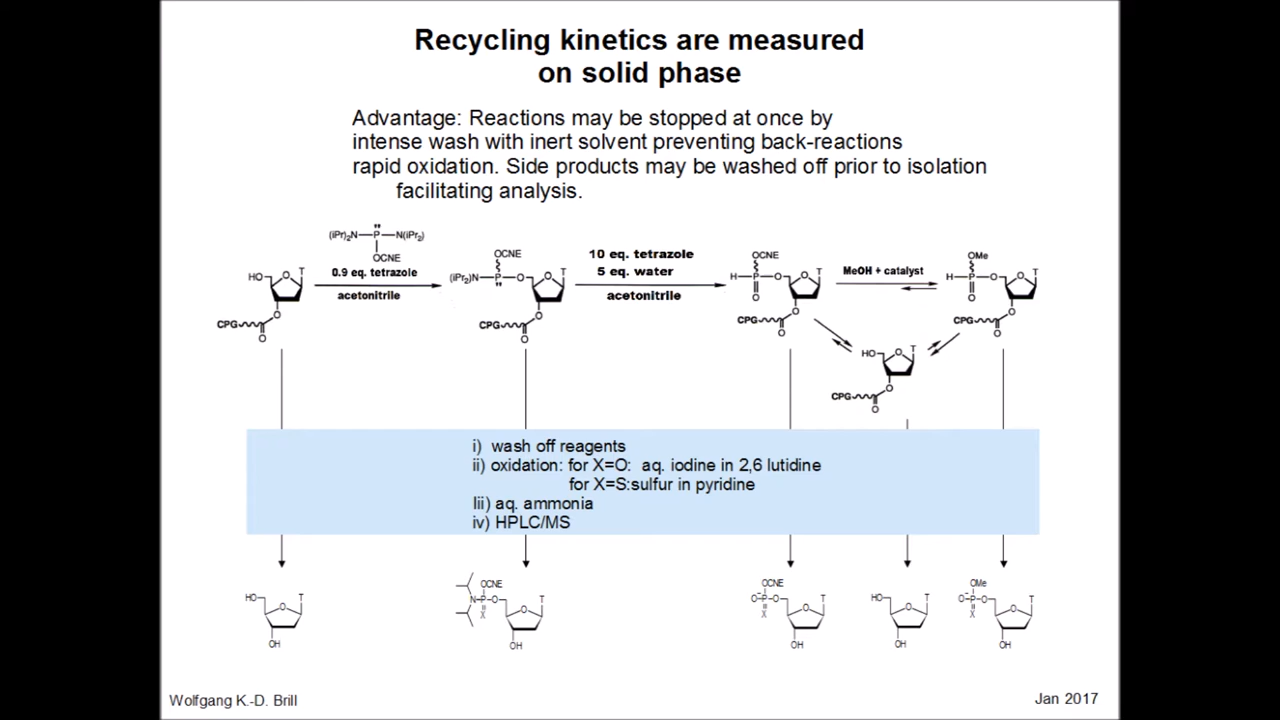 Recycling kinetics are measured
on solid phase
Advantage: Reactions may be stopped at once by
intense wash with inert solvent preventing back-reactions
rapid oxidation. Side products may be washed off prior to isolation
facilitating analysis.
(iPr)2N P N(iPr2)
OCNE
0.9 eq. tetrazole
acetonitrile
HO O T
O
CPG O
OCNE
(iPr2)N P O O T
O
CPG O
10 eq. tetrazole
5 eq. water
acetonitrile
OCNE
H P O O T
O
O
CPG O
MeOH + catalyst
OMe
H P O O T
O
O
CPG O
HO O T
O
CPG O
i) wash off reagents
ii) oxidation: for X=O: aq. iodine in 2,6 lutidine
for X=S:sulfur in pyridine
Iii) aq. ammonia
iv) HPLC/MS
HO O T
OH
OCNE
N P O O T
X
OH
OCNE
O- P O O T
X
OH
HO O T
OH
OMe
O- P O O T
X
OH
Wolfgang K.-D. Brill
Jan 2017